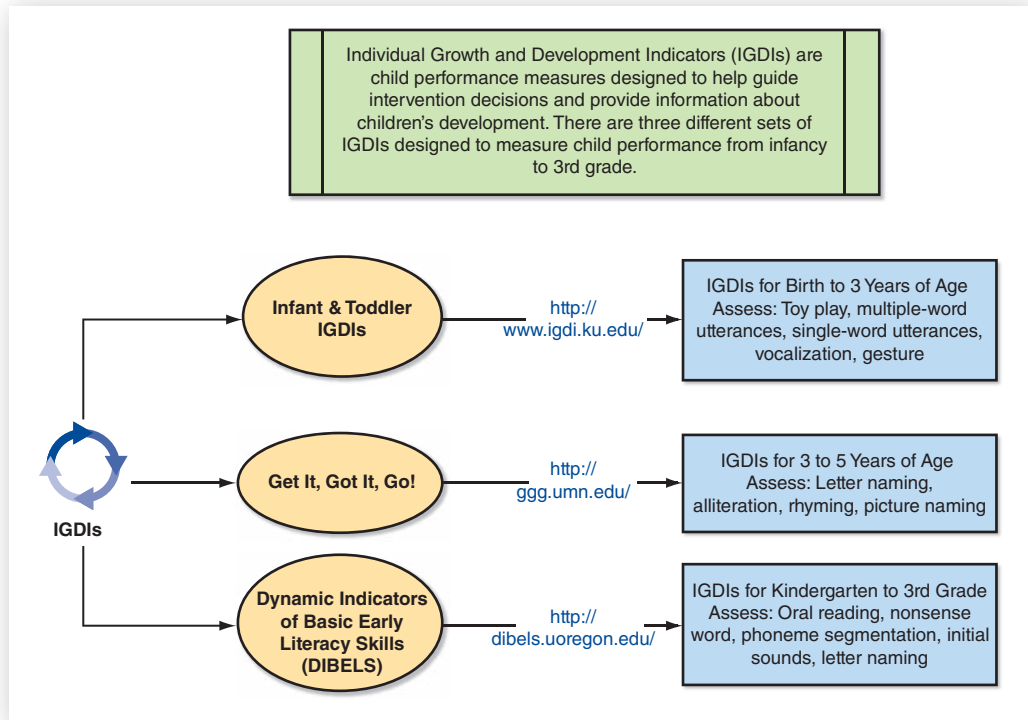 Individual Growth and Development Indicators (IGDIs) are
child performance measures designed to help guide
intervention decisions and provide information about
children's development. There are three different sets of
IGDIs designed to measure child performance from infancy
to 3rd grade.
Infant & Toddler
IGDIs
http://
www.igdi.ku.edu/
IGDIs for Birth to 3 Years of Age
Assess: Toy play, multiple-word
utterances, single-word utterances,
vocalization, gesture
IGDIs
Get It, Got It, Go!
http://
ggg.umn.edu/
IGDIs for 3 to 5 Years of Age
Assess: Letter naming,
alliteration, rhyming, picture naming
Dynamic Indicators
of Basic Early
Literacy Skills
(DIBELS)
http://
dibels.uoregon.edu/
IGDIs for Kindergarten to 3rd Grade
Assess: Oral reading, nonsense
word, phoneme segmentation, initial
sounds, letter naming